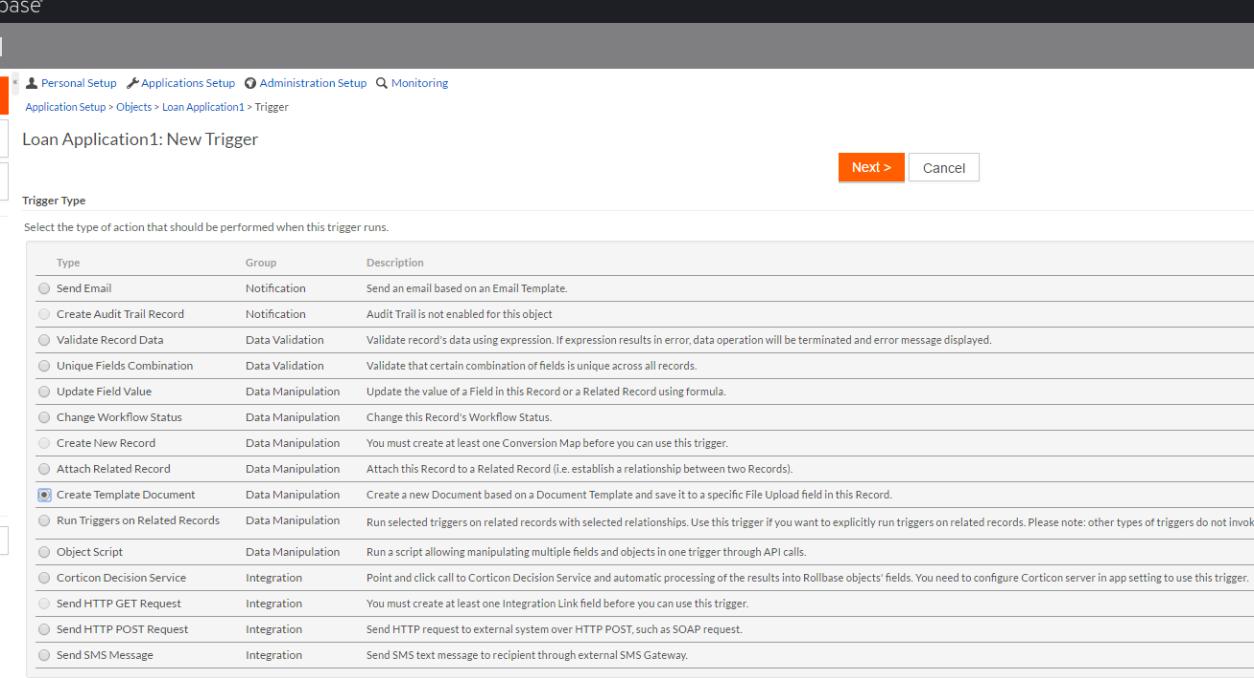 base
Personal Setup Applications Setup Administration Setup Monitoring
Application Setup > Objects > Loan Application1 > Trigger
Loan Application1: New Trigger
Next > Cancel
Trigger Type
Select the type of action that should be performed when this trigger runs.
Type Group Description
Send Email Notification Send an email based on an Email Template.
Create Audit Trail Record Notification Audit Trail is not enabled for this object
Validate Record Data Data Validation Validate record's data using expression. If expression results in error, data operation will be terminated and error message displayed.
Unique Fields Combination Data Validation Validate that certain combination of fields is unique across all records.
Update Field Value Data Manipulation Update the value of a Field in this Record or a Related Record using formula.
Change Workflow Status Data Manipulation Change this Record's Workflow Status.
Create New Record Data Manipulation You must create at least one Conversion Map before you can use this trigger.
Attach Related Record Data Manipulation Attach this Record to a Related Record (i.e. establish a relationship between two Records).
Create Template Document Data Manipulation Create a new Document based on a Document Template and save it to a specific File Upload field in this Record.
Run Triggers on Related Records Data Manipulation Run selected triggers on related records with selected relationships. Use this trigger if you want to explicitly run triggers on related records. Please note: other types of triggers do not invok
Object Script Data Manipulation Run a script allowing manipulating multiple fields and objects in one trigger through API calls.
Corticon Decision Service Integration Point and click call to Corticon Decision Service and automatic processing of the results into Rollbase objects' fields. You need to configure Corticon server in app setting to use this trigger.
Send HTTP GET Request Integration You must create at least one Integration Link field before you can use this trigger.
Send HTTP POST Request Integration Send HTTP request to external system over HTTP POST, such as SOAP request.
Send SMS Message Integration Send SMS text message to recipient through external SMS Gateway.